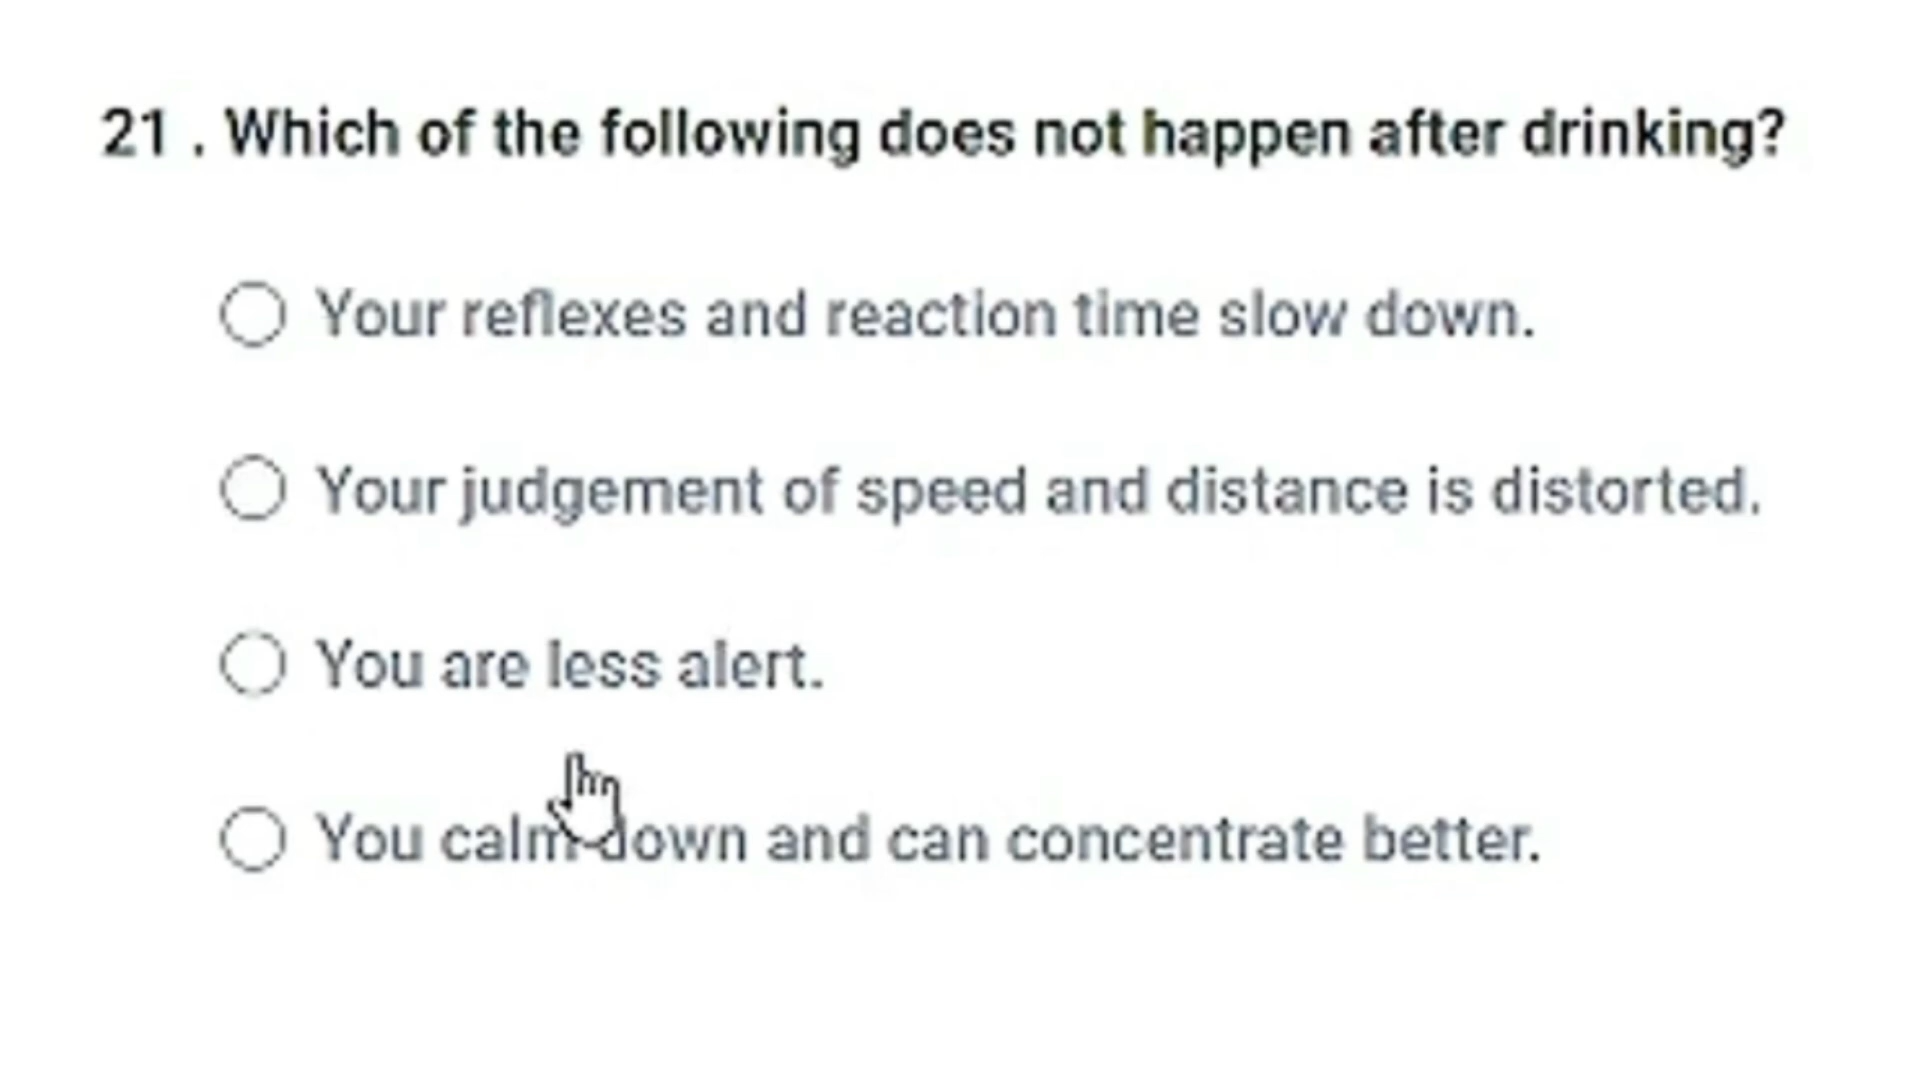 21 . Which of the following does not happen after drinking?
Your reflexes and reaction time slow down.
Your judgement of speed and distance is distorted.
You are less alert.
You calm down and can concentrate better.